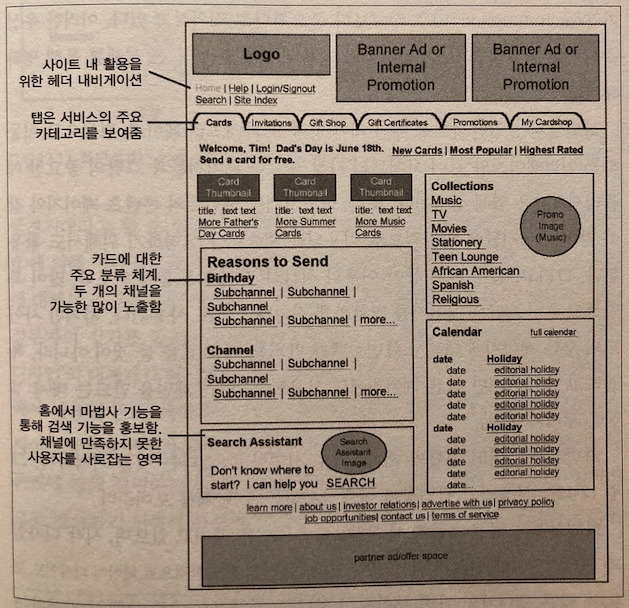 사이트 내 활용을
위한 헤더 내비게이션
탭은 서비스의 주요
카테고리를 보여줌
카드에 대한
주요 분류 체계.
두 개의 채널을
가능한 많이 노출함
홈에서 마법사 기능을
통해 검색 기능을 홍보함.
채널에 만족하지 못한
사용자를 사로잡는 영역
Logo
Banner Ad or
Internal
Promotion
Banner Ad or
Internal
Promotion
Home | Help | Login/Signout
Search | Site Index
Cards Invitations Gift Shop Gift Certificates Promotions My Cardshop
Welcome, Tim! Dad's Day is June 18th.
Send a card for free.
New Cards | Most Popular | Highest Rated
Card
Thumbnail
title: text text
More Father's
Day Cards
Card
Thumbnail
title: text text
More Summer
Cards
Card
Thumbnail
title: text text
More Music
Cards
Collections
Music
TV
Movies
Stationery
Teen Lounge
African American
Spanish
Religious
Promo
Image
(Music)
Reasons to Send
Birthday
Subchannel | Subchannel |
Subchannel
Subchannel | Subchannel | more...
Channel
Subchannel | Subchannel |
Subchannel
Subchannel | Subchannel | more...
Calendar full calendar
date Holiday
date editorial holiday
date editorial holiday
date editorial holiday
date editorial holiday
date Holiday
date editorial holiday
date editorial holiday
date editorial holiday
date...
Search Assistant
Search
Assistant
Image
Don't know where to
start? I can help you SEARCH
learn more| about us| investor relations| advertise with us| privacy policy
job opportunities| contact us| terms of service
partner ad/offer space